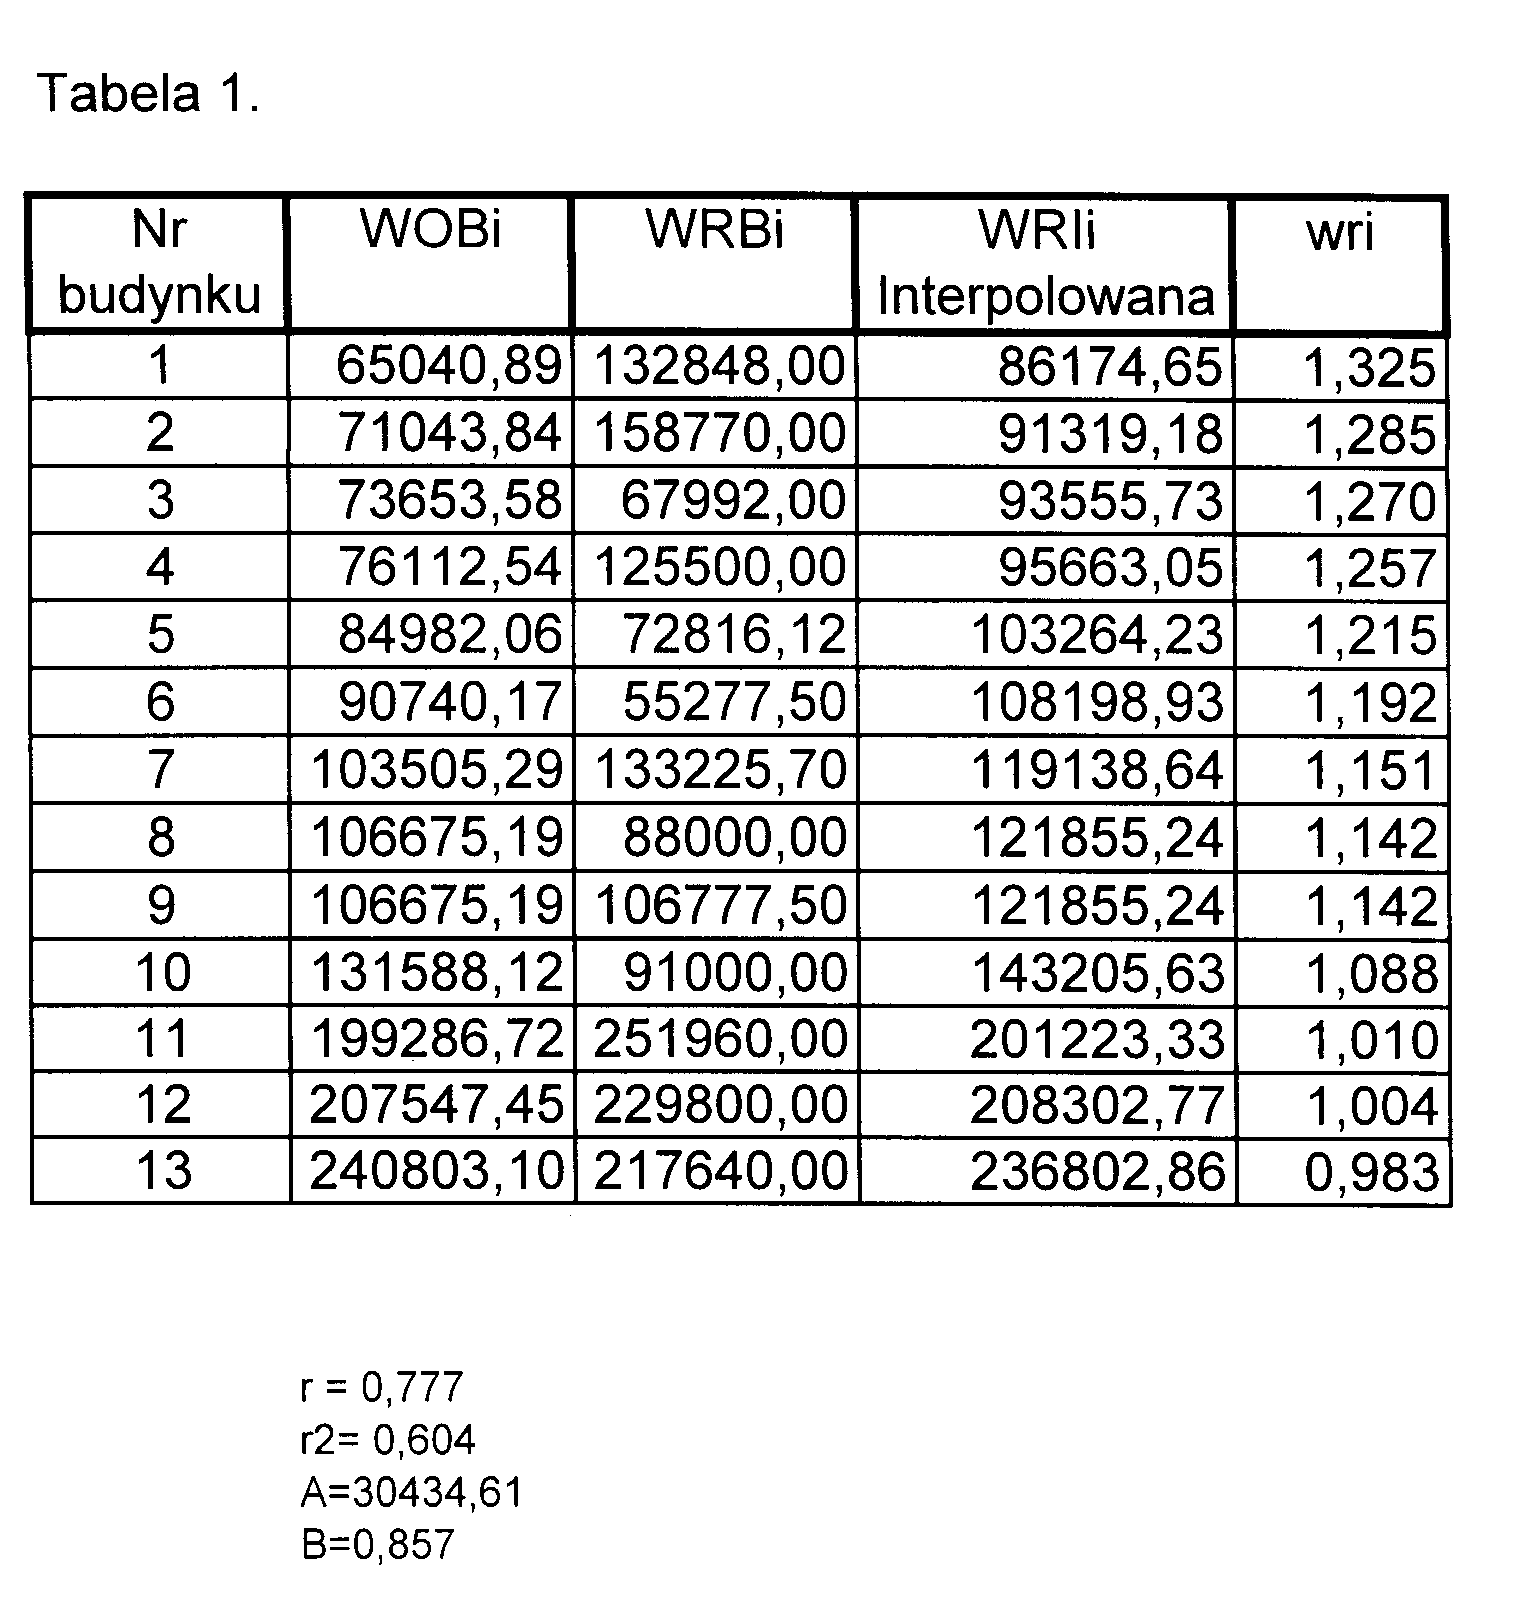 Tabela 1.
Nr budynku WOBi WRBi WRIi Interpolowana wri
1 65040,89 132848,00 86174,65 1,325
2 71043,84 158770,00 91319,18 1,285
3 73653,58 67992,00 93555,73 1,270
4 76112,54 125500,00 95663,05 1,257
5 84982,06 72816,12 103264,23 1,215
6 90740,17 55277,50 108198,93 1,192
7 103505,29 133225,70 119138,64 1,151
8 106675,19 88000,00 121855,24 1,142
9 106675,19 106777,50 121855,24 1,142
10 131588,12 91000,00 143205,63 1,088
11 199286,72 251960,00 201223,33 1,010
12 207547,45 229800,00 208302,77 1,004
13 240803,10 217640,00 236802,86 0,983
r = 0,777
r2= 0,604
A=30434,61
B=0,857